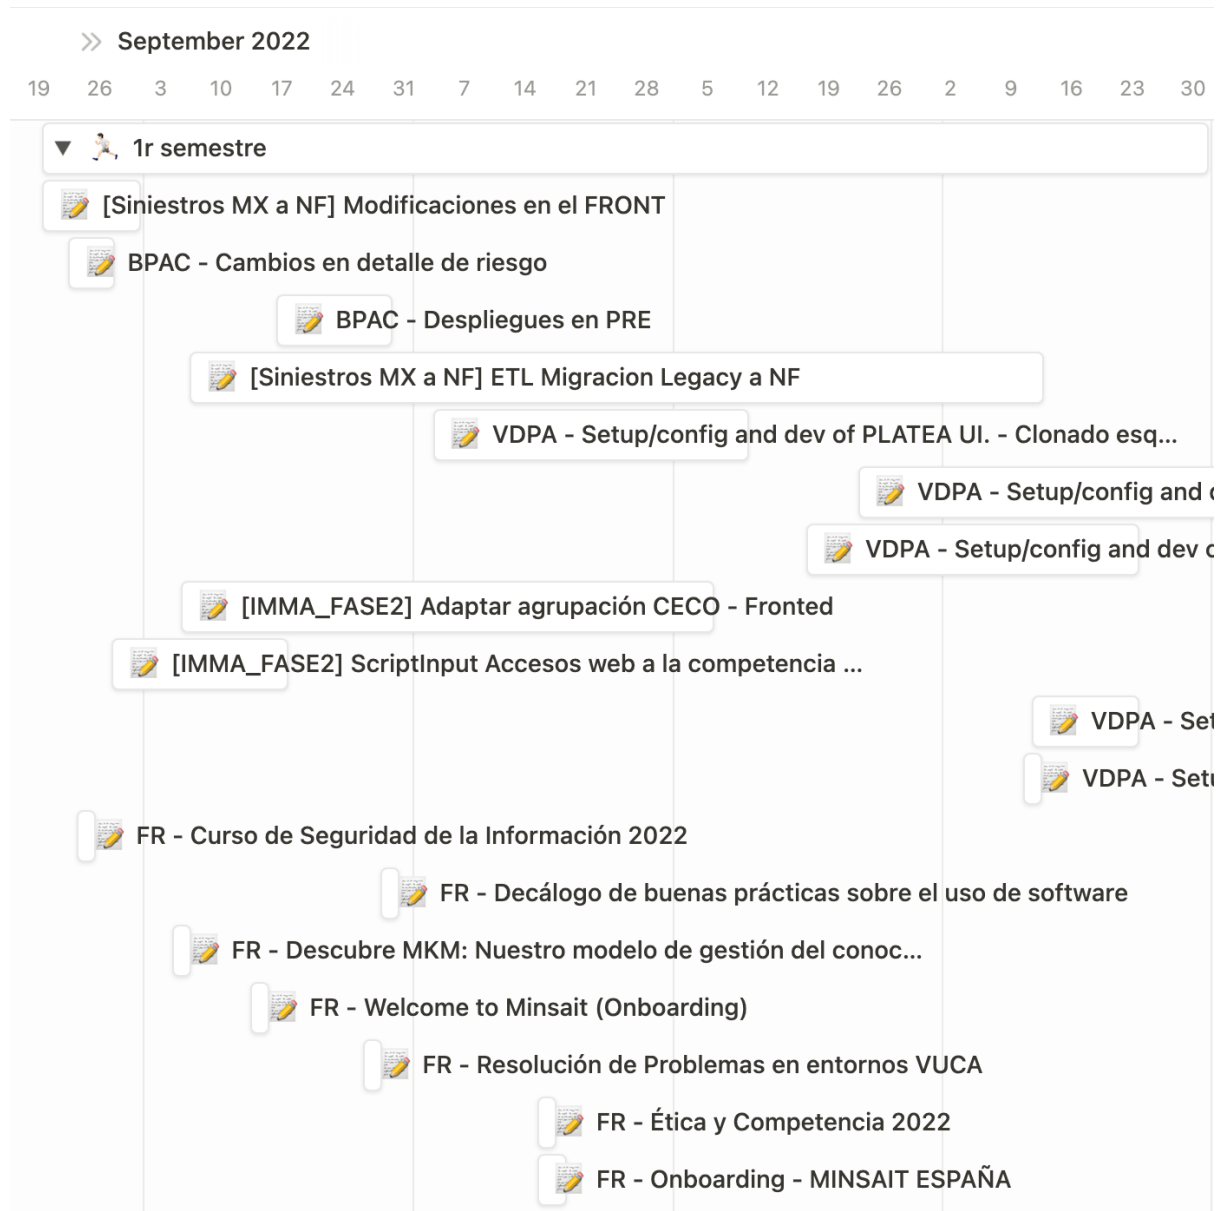 September 2022
19 26 3 10 17 24 31 7 14 21 28 5 12 19 26 2 9 16 23 30
1r semestre
[Siniestros MX a NF] Modificaciones en el FRONT
BPAC - Cambios en detalle de riesgo
BPAC - Despliegues en PRE
[Siniestros MX a NF] ETL Migracion Legacy a NF
VDPA - Setup/config and dev of PLATEA UI. - Clonado esq...
VDPA - Setup/config and
VDPA - Setup/config and dev
[IMMA_FASE2] Adaptar agrupación CECO - Fronted
[IMMA_FASE2] ScriptInput Accesos web a la competencia ...
VDPA - Set
VDPA - Setu
FR - Curso de Seguridad de la Información 2022
FR - Decálogo de buenas prácticas sobre el uso de software
FR - Descubre MKM: Nuestro modelo de gestión del conoc...
FR - Welcome to Minsait (Onboarding)
FR - Resolución de Problemas en entornos VUCA
FR - Ética y Competencia 2022
FR - Onboarding - MINSAIT ESPAÑA